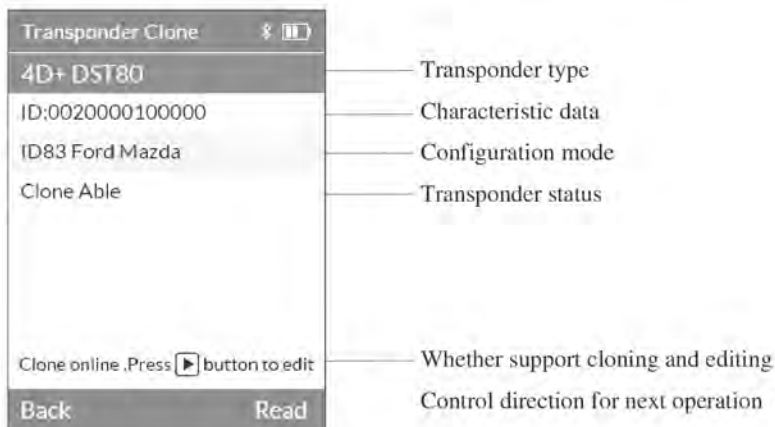 Transponder Clone
4D+ DST80
Transponder type
ID:0020000100000
Characteristic data
ID83 Ford Mazda
Configuration mode
Clone Able
Transponder status
Clone online .Press button to edit
Whether support cloning and editing
Back Read
Control direction for next operation